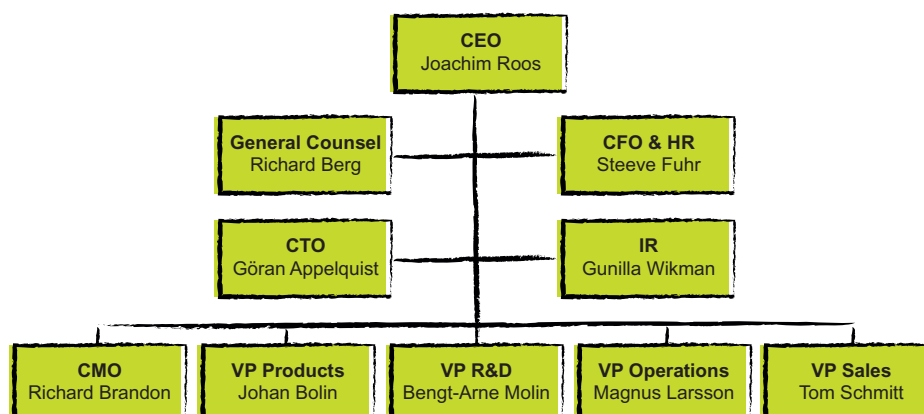 CEO
Joachim Roos
General Counsel
Richard Berg
CFO & HR
Steeve Fuhr
CTO
Göran Appelquist
IR
Gunilla Wikman
CMO
Richard Brandon
VP Products
Johan Bolin
VP R&D
Bengt-Arne Molin
VP Operations
Magnus Larsson
VP Sales
Tom Schmitt